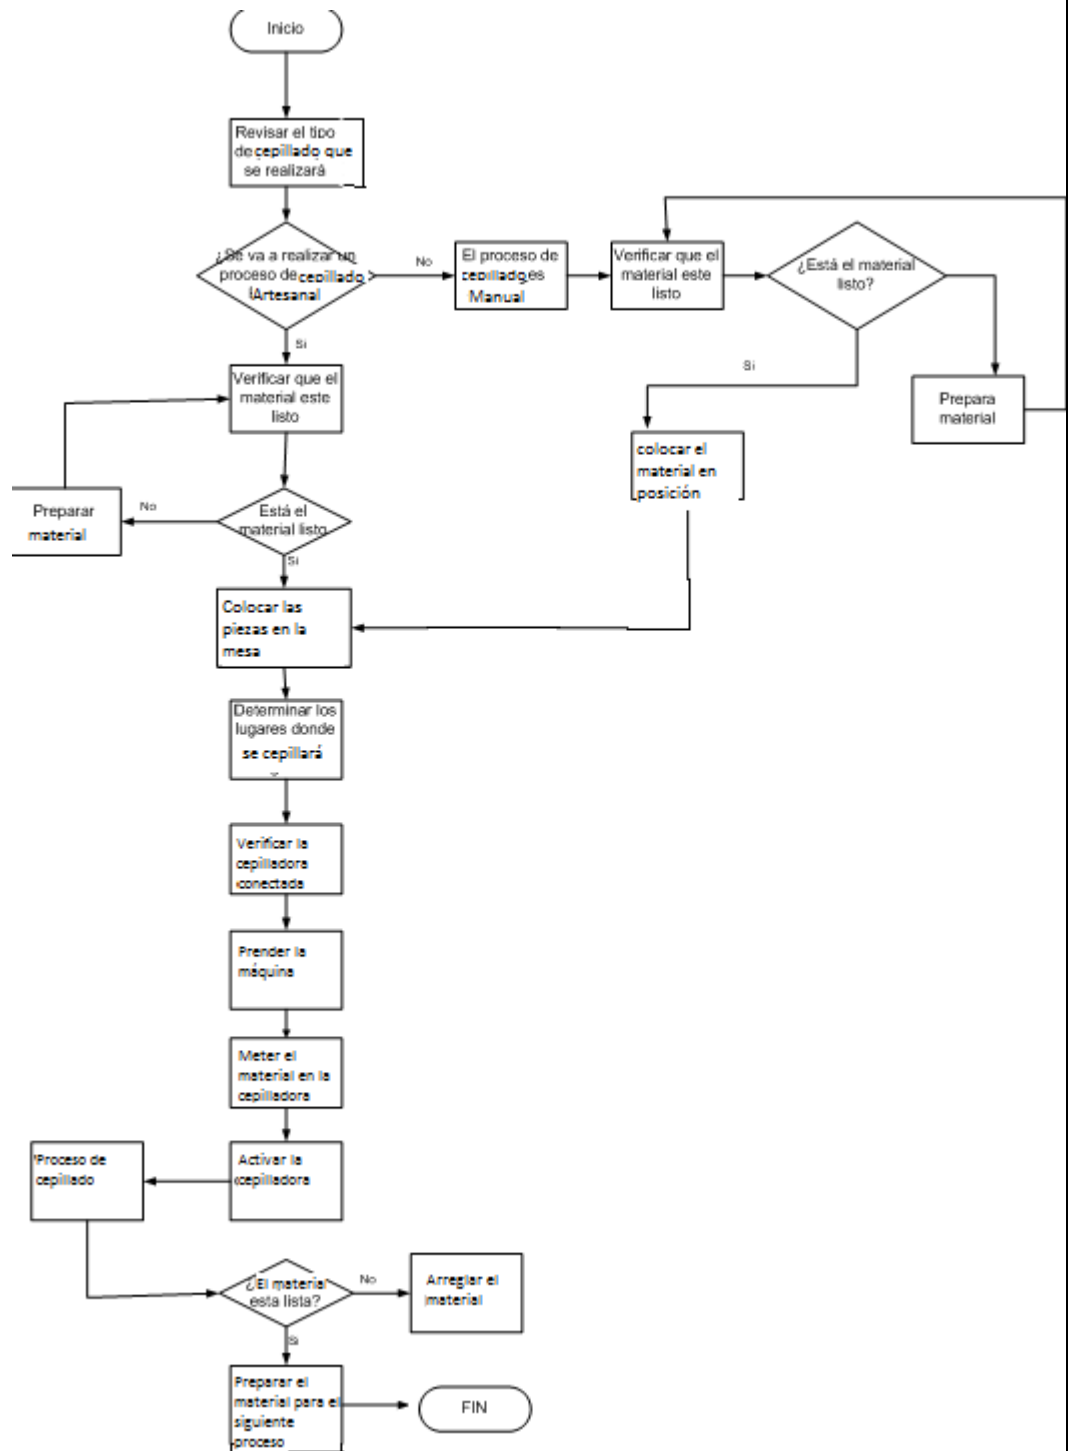 Inicio
Revisar el tipo
de cepillado que
se realizará
¿Se va a realizar un
proceso de cepillado
Artesanal
No
El proceso de
cepillado es
Manual
Verificar que el
material este
listo
¿Está el material
listo?
Si
Prepara
material
colocar el
material en
posición
Si
Verificar que el
material este
listo
Preparar
material
No
Está el
material listo
Si
Colocar las
piezas en la
mesa
Determinar los
lugares donde
se cepillará
Verificar la
cepilladora
conectada
Prender la
máquina
Meter el
material en la
cepilladora
Proceso de
cepillado
Activar la
cepilladora
¿El material
esta lista?
No
Arreglar el
material
Si
Preparar el
material para el
siguiente
proceso
FIN